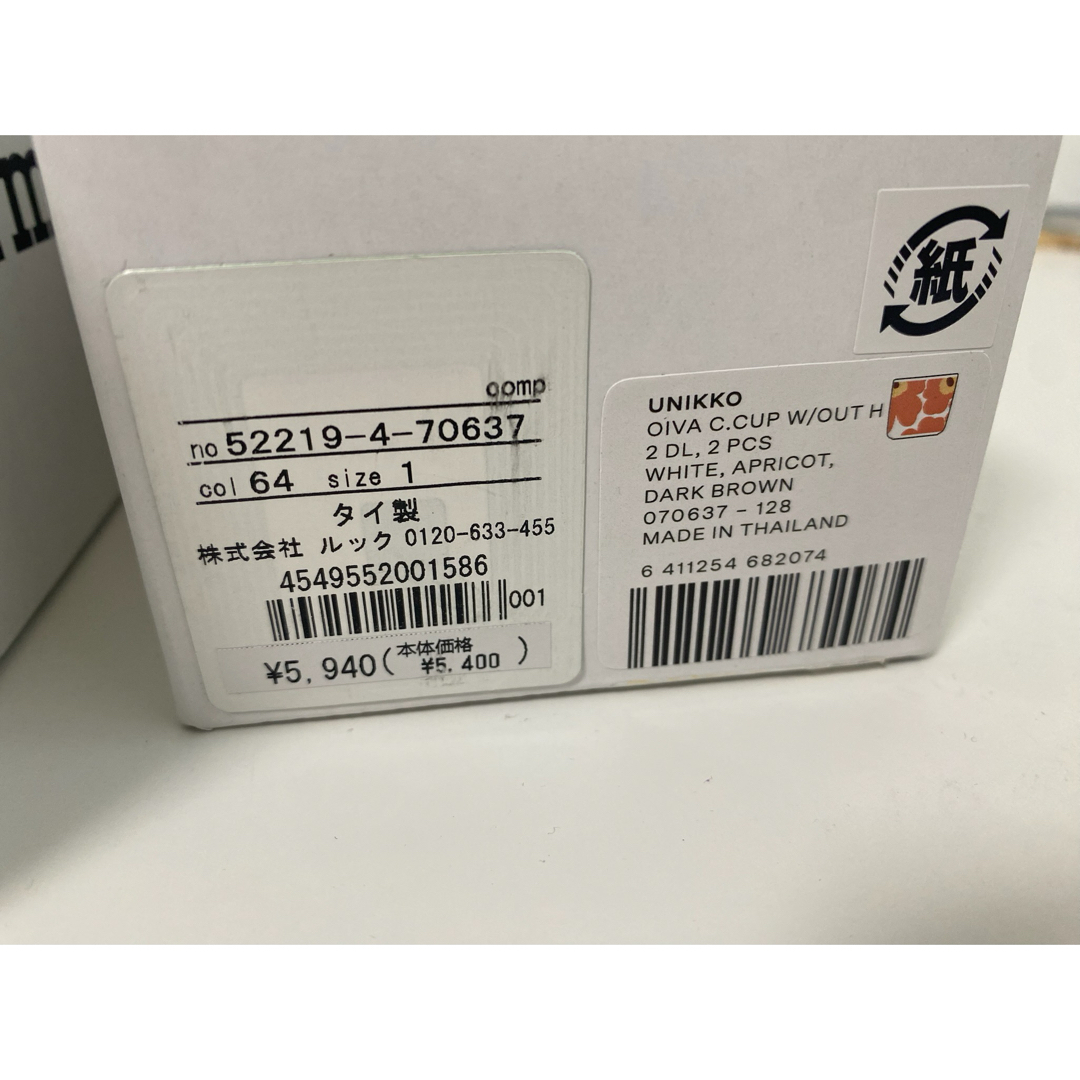 m
紙
qomp
no 52219-4-70637
col 64 size 1
タイ製
株式会社 ルック 0120-633-455
4549552001586
001
¥5,940(本体価格 ¥5,400)
UNIKKO
OIVA C.CUP W/OUT H
2 DL, 2 PCS
WHITE, APRICOT,
DARK BROWN
070637 - 128
MADE IN THAILAND
6 411254 682074